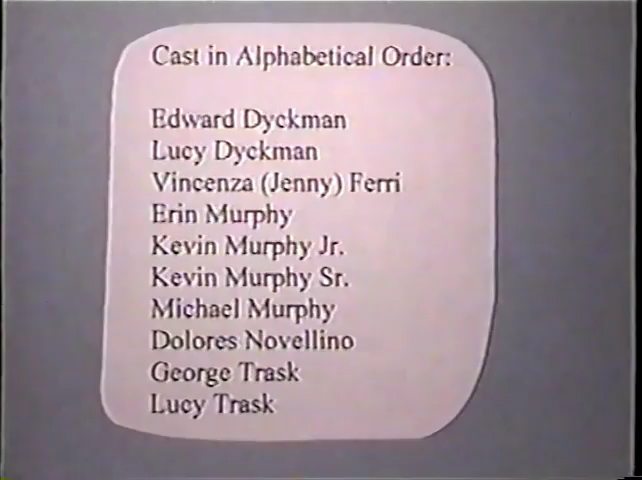 Cast in Alphabetical Order:
Edward Dyckman
Lucy Dyckman
Vincenza (Jenny) Ferri
Erin Murphy
Kevin Murphy Jr.
Kevin Murphy Sr.
Michael Murphy
Dolores Novellino
George Trask
Lucy Trask